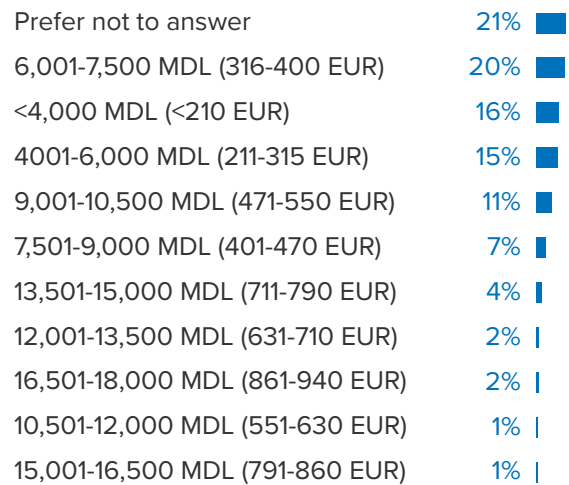 Prefer not to answer 21%
6,001-7,500 MDL (316-400 EUR) 20%
<4,000 MDL (<210 EUR) 16%
4001-6,000 MDL (211-315 EUR) 15%
9,001-10,500 MDL (471-550 EUR) 11%
7,501-9,000 MDL (401-470 EUR) 7%
13,501-15,000 MDL (711-790 EUR) 4%
12,001-13,500 MDL (631-710 EUR) 2%
16,501-18,000 MDL (861-940 EUR) 2%
10,501-12,000 MDL (551-630 EUR) 1%
15,001-16,500 MDL (791-860 EUR) 1%